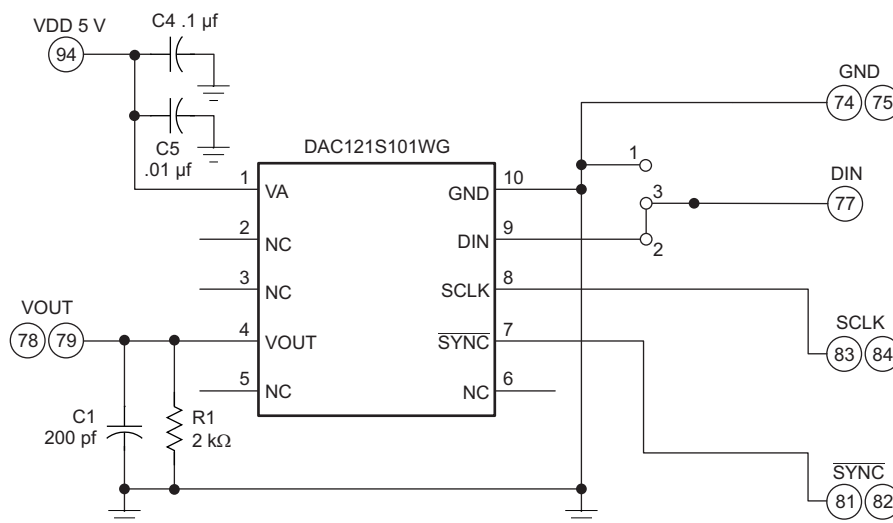 VDD 5 V
94
C4 .1 µf
C5
.01 µf
DAC121S101WG
1
VA
2
NC
3
NC
4
VOUT
5
NC
10
GND
9
DIN
8
SCLK
7
SYNC
6
NC
1
3
2
GND
74 75
DIN
77
SCLK
83 84
SYNC
81 82
VOUT
78 79
C1
200 pf
R1
2 kΩ